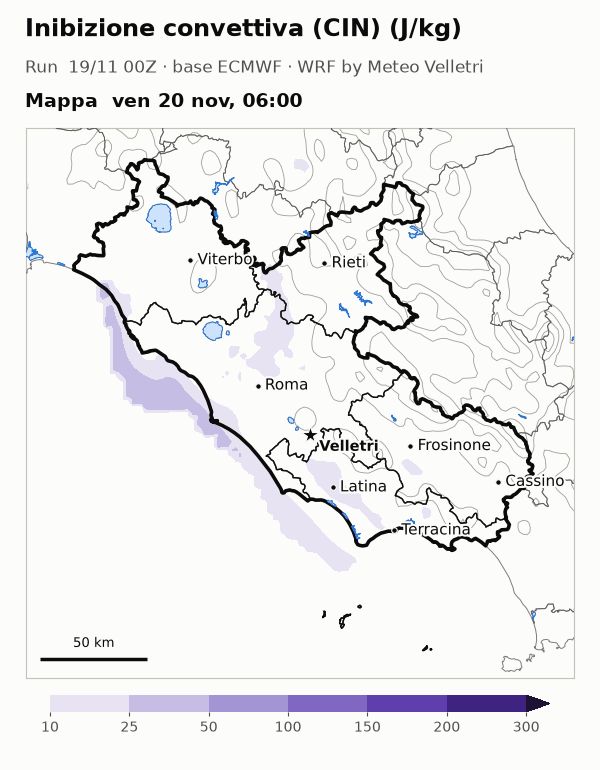 Inibizione convettiva (CIN) (J/kg)
Run  19/11 00Z · base ECMWF · WRF by Meteo Velletri
Mappa  ven 20 nov, 06:00
Viterbo
Rieti
Roma
Velletri
Frosinone
Cassino
Latina
Terracina
50 km
10 25 50 100 150 200 300